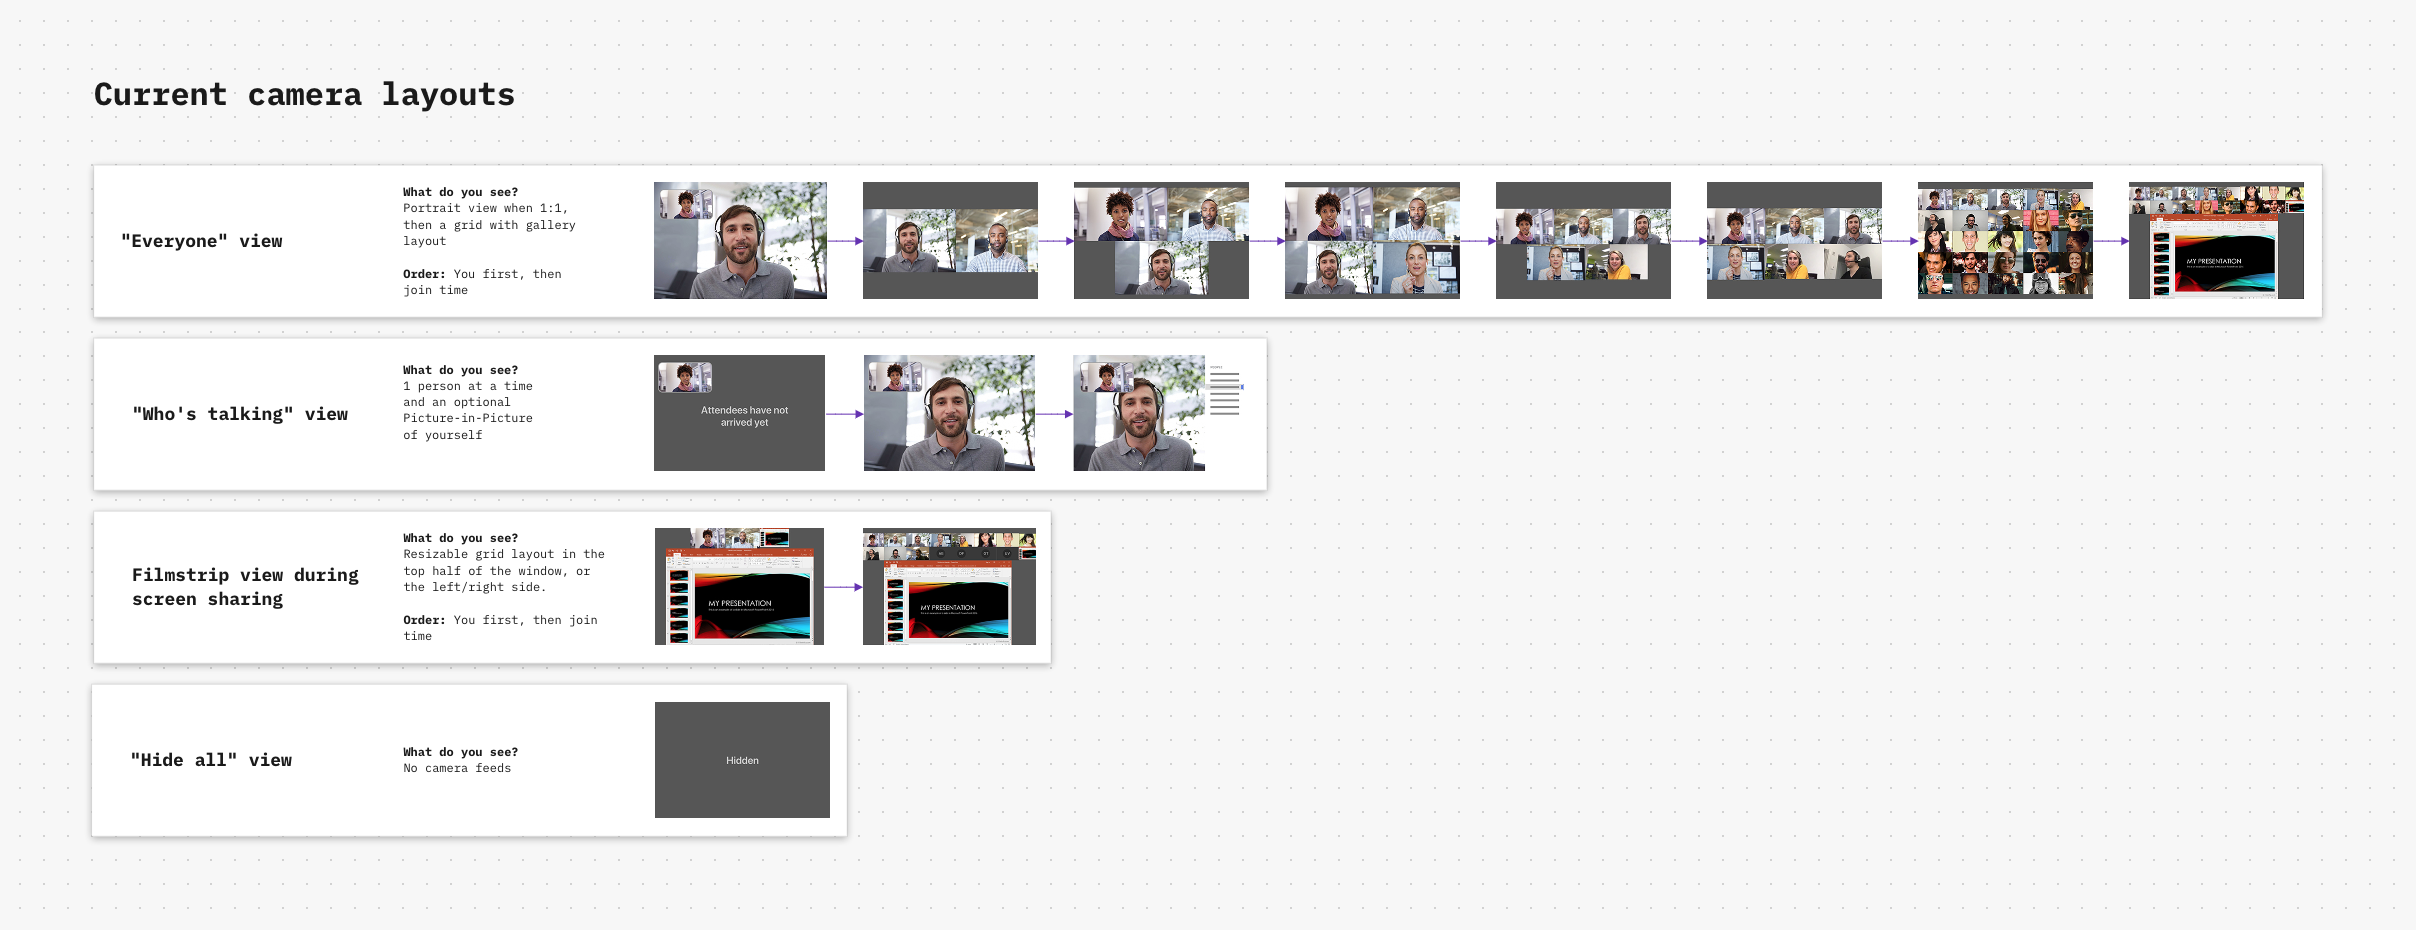 Current camera layouts
"Everyone" view
What do you see?
Portrait view when 1:1,
then a grid with gallery
layout
Order: You first, then
join time
MY PRESENTATION
"Who's talking" view
What do you see?
1 person at a time
and an optional
Picture-in-Picture
of yourself
Attendees have not
arrived yet
PEOPLE
Filmstrip view during
screen sharing
What do you see?
Resizable grid layout in the
top half of the window, or
the left/right side.
Order: You first, then join
time
MY PRESENTATION
MY PRESENTATION
"Hide all" view
What do you see?
No camera feeds
Hidden